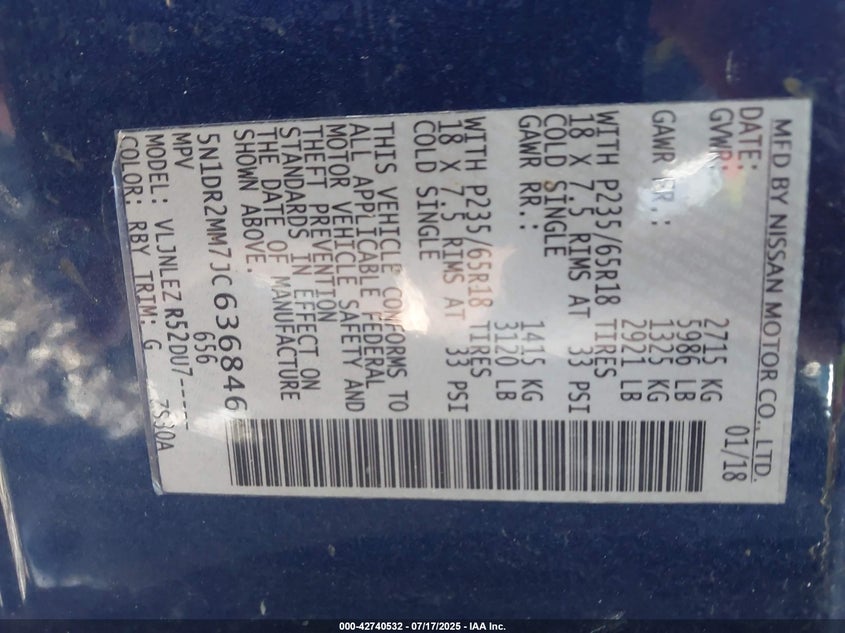 MFD BY NISSAN MOTOR CO., LTD.
DATE: 01/18
GVWR: 2715 KG
5986 LB
GAWR FR.: 1325 KG
2921 LB
WITH P235/65R18 TIRES
18 X 7.5 RIMS AT 33 PSI
COLD SINGLE
GAWR RR.: 1415 KG
3120 LB
WITH P235/65R18 TIRES
18 X 7.5 RIMS AT 33 PSI
COLD SINGLE
THIS VEHICLE CONFORMS TO
ALL APPLICABLE FEDERAL
MOTOR VEHICLE SAFETY AND
THEFT PREVENTION
STANDARDS IN EFFECT ON
THE DATE OF MANUFACTURE
SHOWN ABOVE.
5N1DR2MM7JC636846
MPV 656
MODEL: VLJNLEZ R52DU7-----
COLOR: RBY TRIM: G ZS30A
000-42740532 - 07/17/2025 - IAA Inc.